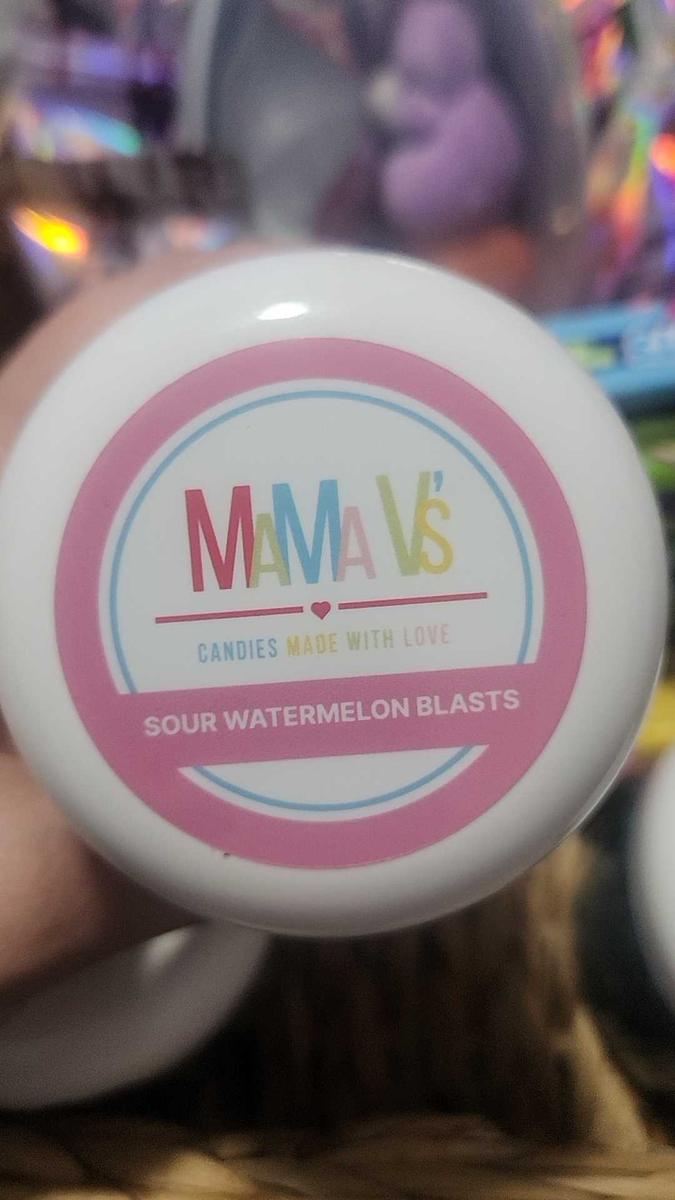 MAMA V'S
CANDIES MADE WITH LOVE
SOUR WATERMELON BLASTS